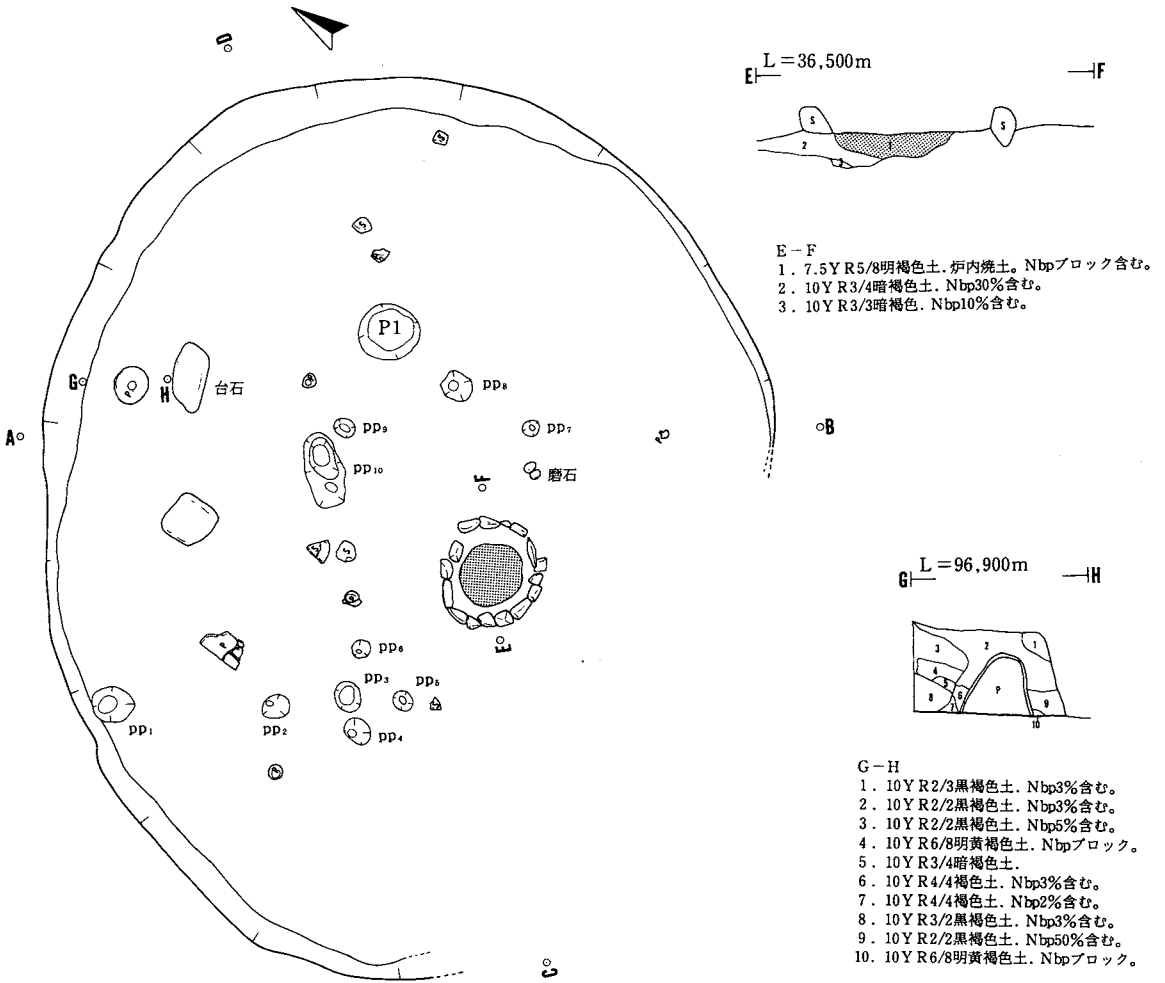 D
E L=36,500m F
S S
2 1
3
E-F
1. 7.5YR5/8明褐色土. 炉内焼土。Nbpブロック含む。
2. 10YR3/4暗褐色土. Nbp30%含む。
3. 10YR3/3暗褐色. Nbp10%含む。
S
S
P1
G P H 台石
pp8
A
pp9
pp7
P
B
pp10
磨石
F
S S
E
P
pp6
pp3
pp5
pp1
pp2
pp4
C
G L=96,900m H
3 2 1
4
5
8 6 P 9
7
10
G-H
1. 10YR2/3黒褐色土. Nbp3%含む。
2. 10YR2/2黒褐色土. Nbp3%含む。
3. 10YR2/2黒褐色土. Nbp5%含む。
4. 10YR6/8明黄褐色土. Nbpブロック。
5. 10YR3/4暗褐色土.
6. 10YR4/4褐色土. Nbp3%含む。
7. 10YR4/4褐色土. Nbp2%含む。
8. 10YR3/2黒褐色土. Nbp3%含む。
9. 10YR2/2黒褐色土. Nbp50%含む。
10. 10YR6/8明黄褐色土. Nbpブロック。